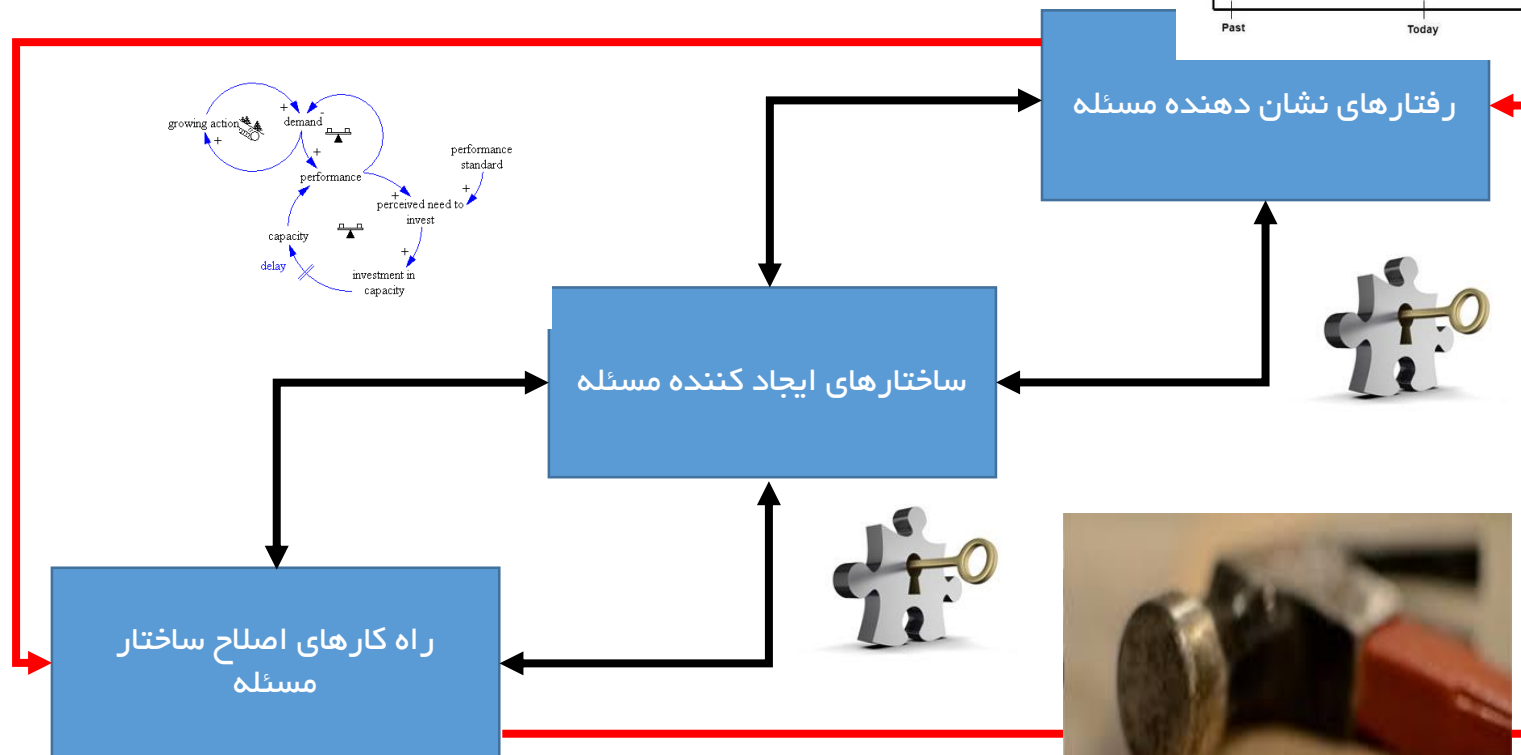 Past
Today
رفتارهای نشان دهنده مسئله
growing action
+
+
demand
-
+
performance
performance
standard
+
+
perceived need to
invest
+
capacity
delay
investment in
capacity
ساختارهای ایجاد کننده مسئله
راه کارهای اصلاح ساختار
مسئله